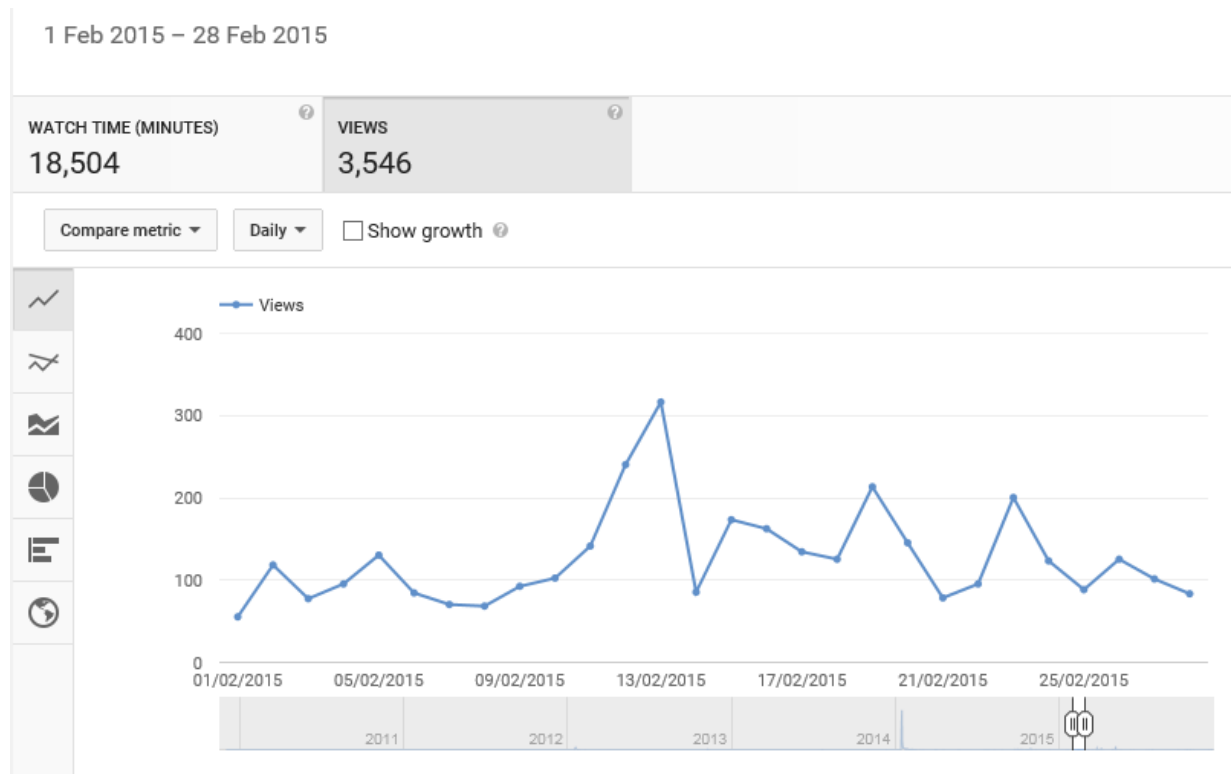 1 Feb 2015 – 28 Feb 2015
WATCH TIME (MINUTES) ?
18,504
VIEWS ?
3,546
Compare metric Daily Show growth ?
Views
400
300
200
100
0
01/02/2015 05/02/2015 09/02/2015 13/02/2015 17/02/2015 21/02/2015 25/02/2015
2011 2012 2013 2014 2015